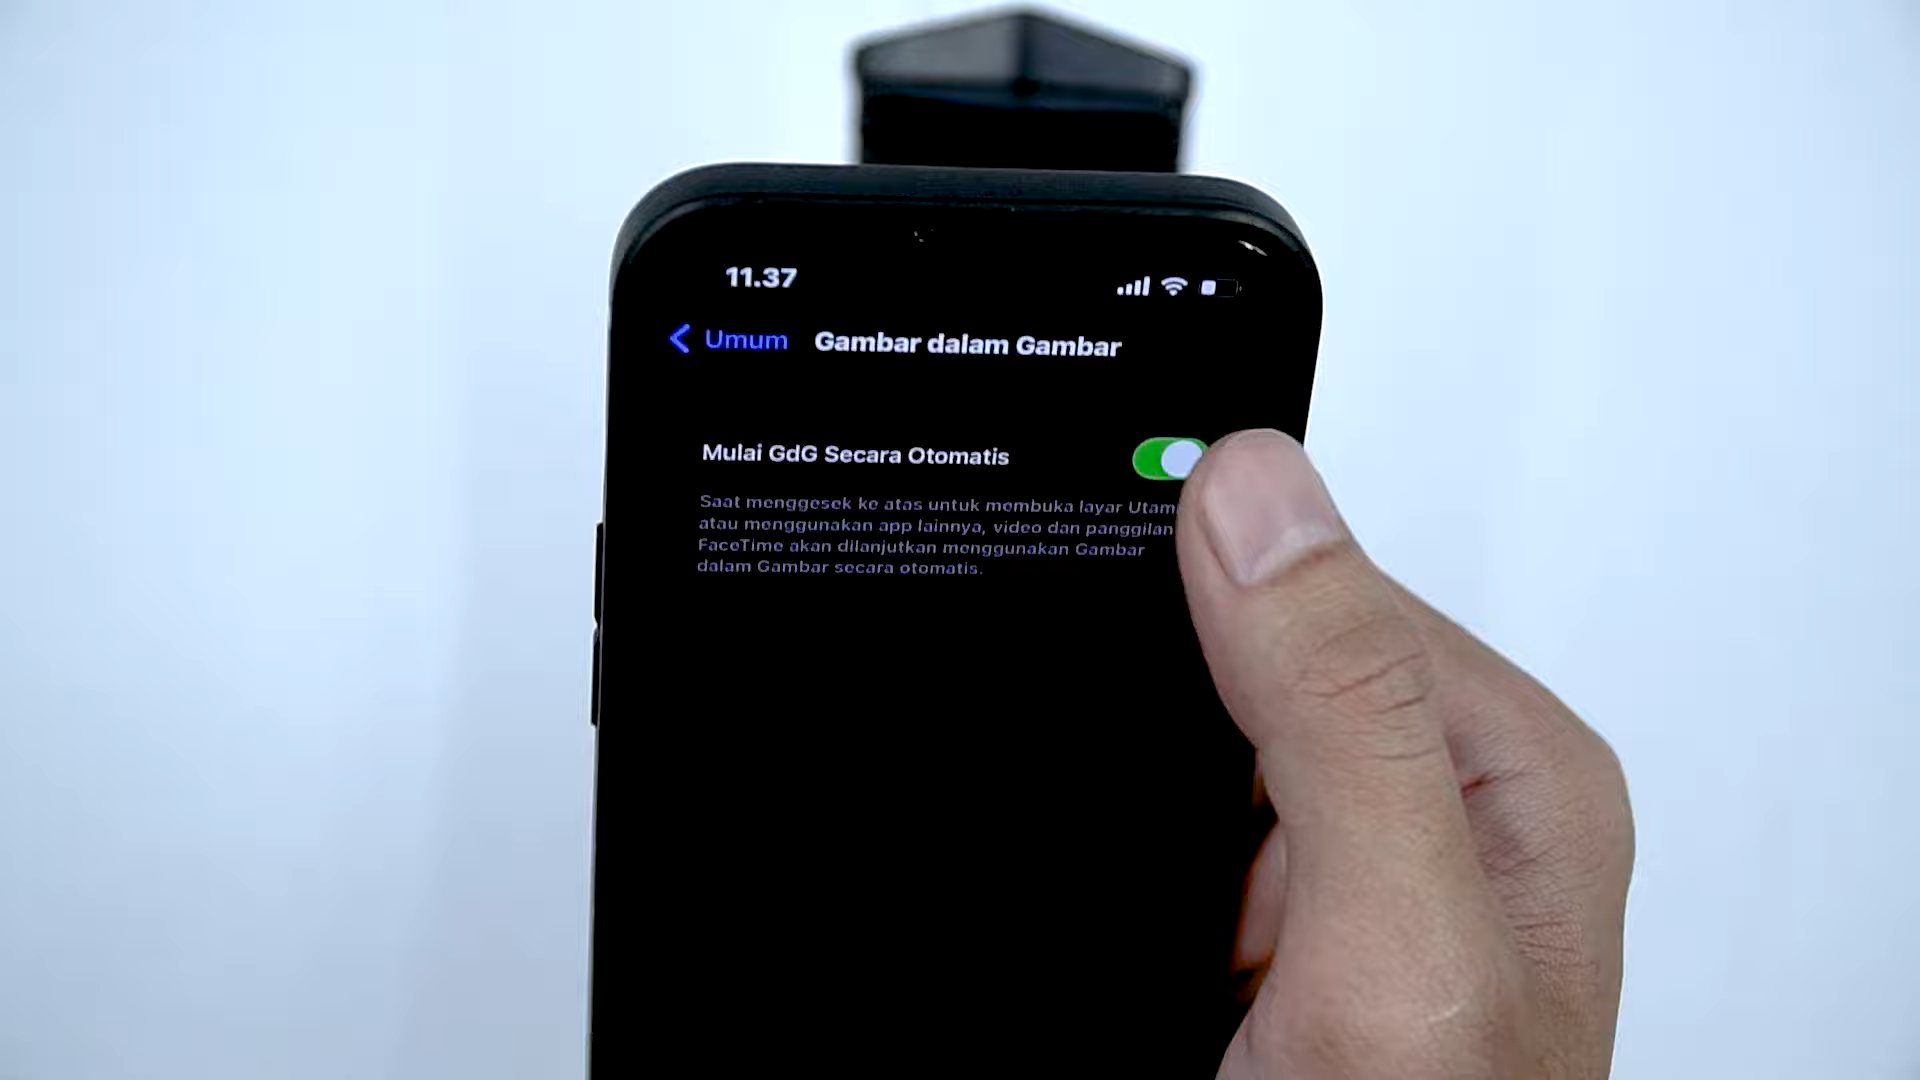 11.37
Umum
Gambar dalam Gambar
Mulai GdG Secara Otomatis
Saat menggesek ke atas untuk membuka layar Utam
atau menggunakan app lainnya, video dan panggilan
FaceTime akan dilanjutkan menggunakan Gambar
dalam Gambar secara otomatis.